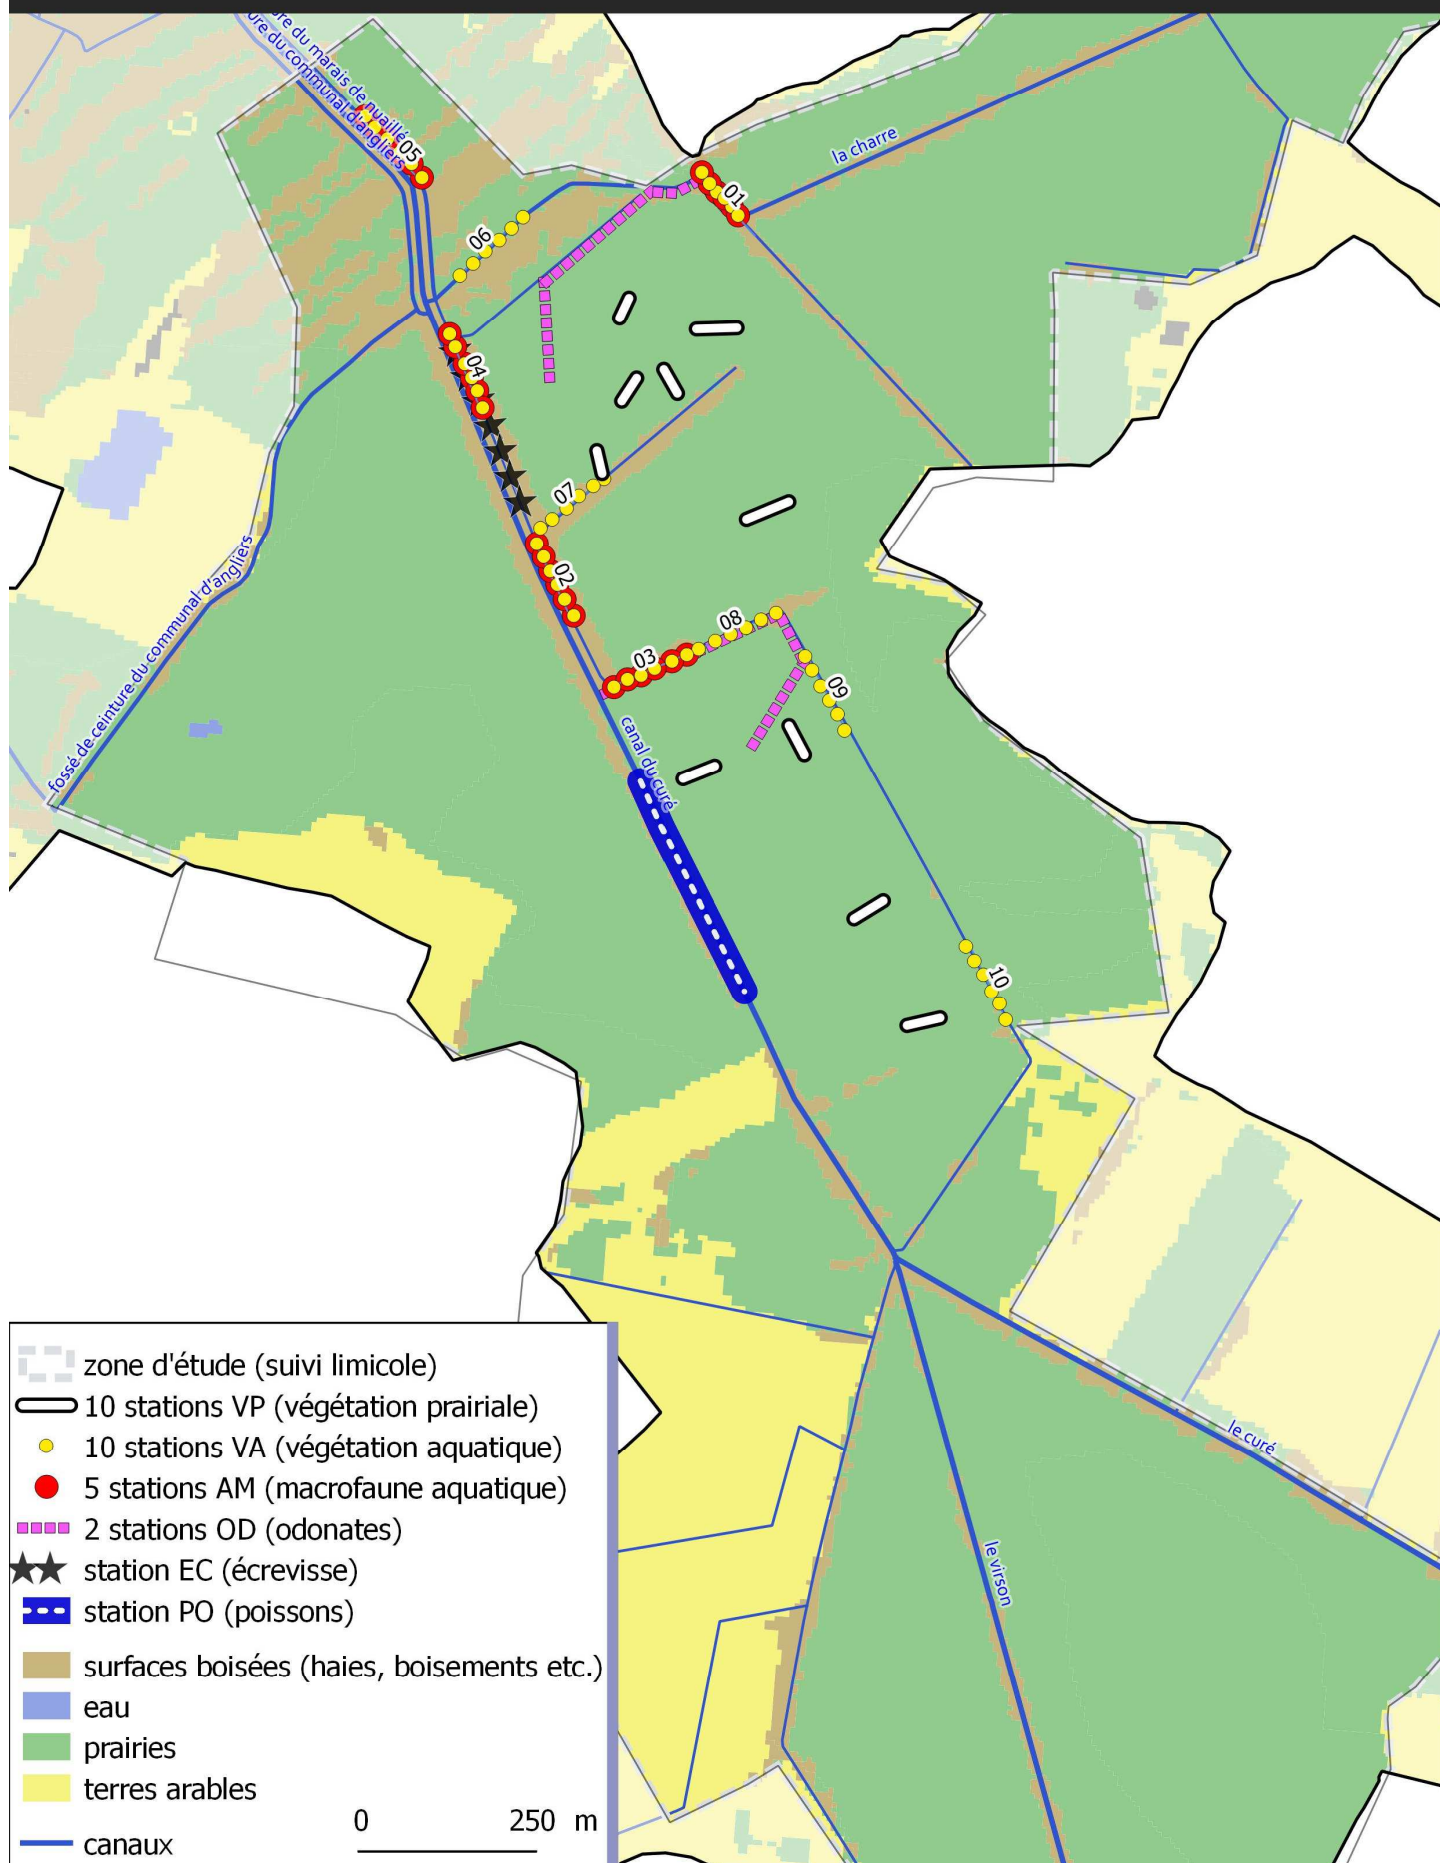 re du marais de nuaillé
ure du communal d'angliers
05
01
la charre
06
04
07
02
fossé de ceinture du communal d'angliers
08
03
09
canal du curé
10
zone d'étude (suivi limicole)
10 stations VP (végétation prairiale)
10 stations VA (végétation aquatique)
5 stations AM (macrofaune aquatique)
2 stations OD (odonates)
station EC (écrevisse)
station PO (poissons)
surfaces boisées (haies, boisements etc.)
eau
prairies
terres arables
canaux
0 250 m
le curé
le virson